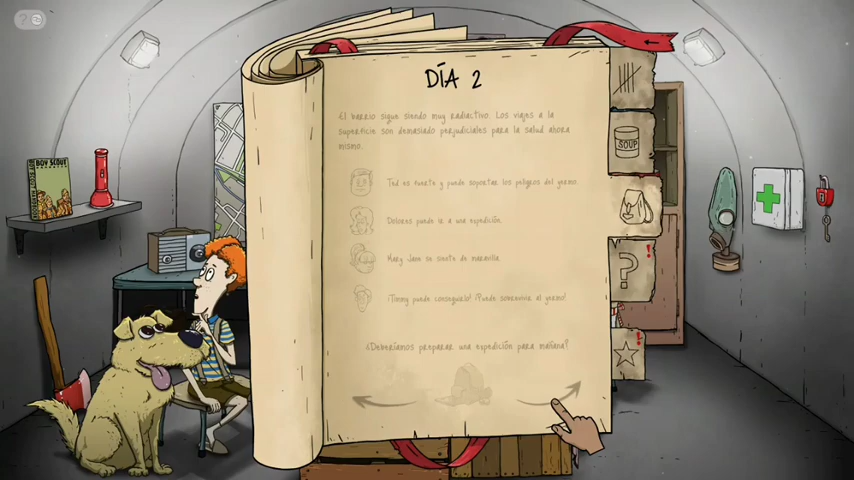 DÍA 2
El barrio sigue siendo muy radiactivo. Los viajes a la
superficie son demasiado perjudiciales para la salud ahora
mismo.
Ted es fuerte y puede soportar los peligros del yermo.
Dolores puede ir a una expedición.
Mary Jane se siente de maravilla.
¡Timmy puede conseguirlo! ¡Puede sobrevivir al yermo!
¿Deberíamos preparar una expedición para mañana?
BOY SCOUT
SOUP
?
!
!